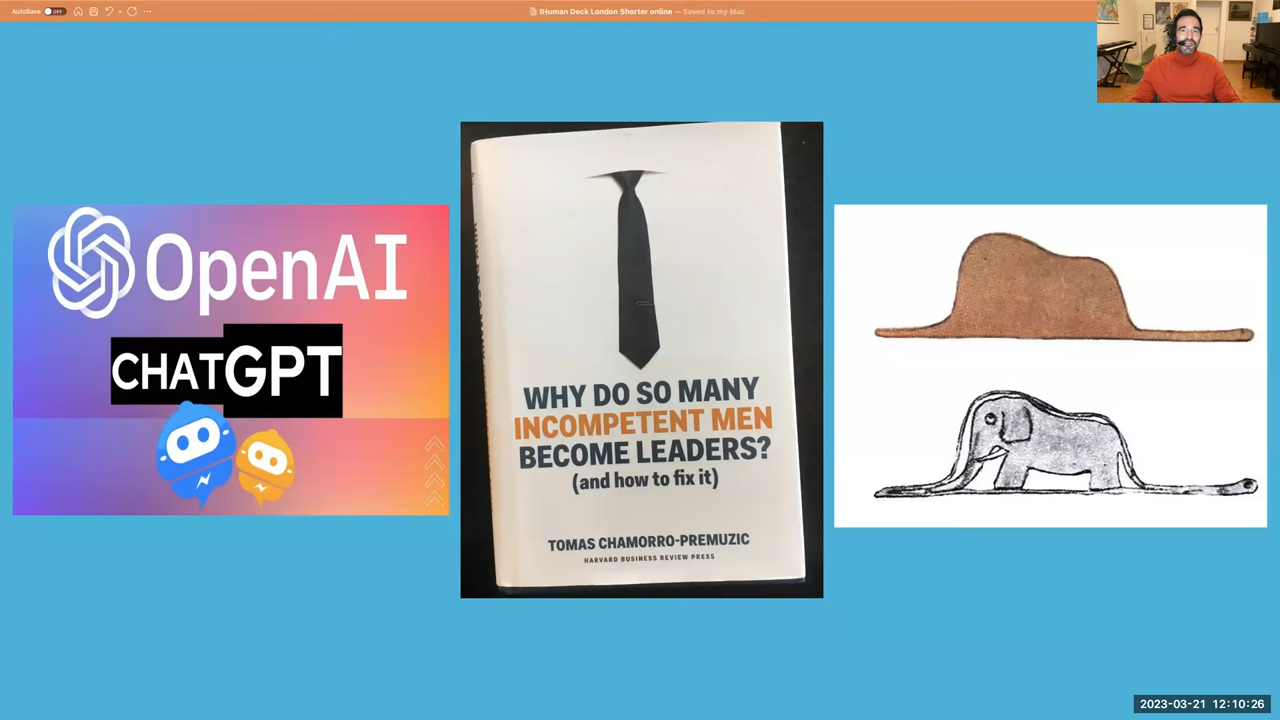 AutoSave OFF
IHuman Deck London Shorter online — Saved to my Mac
OpenAI
CHATGPT
WHY DO SO MANY
INCOMPETENT MEN
BECOME LEADERS?
(and how to fix it)
TOMAS CHAMORRO-PREMUZIC
HARVARD BUSINESS REVIEW PRESS
2023-03-21 12:10:26